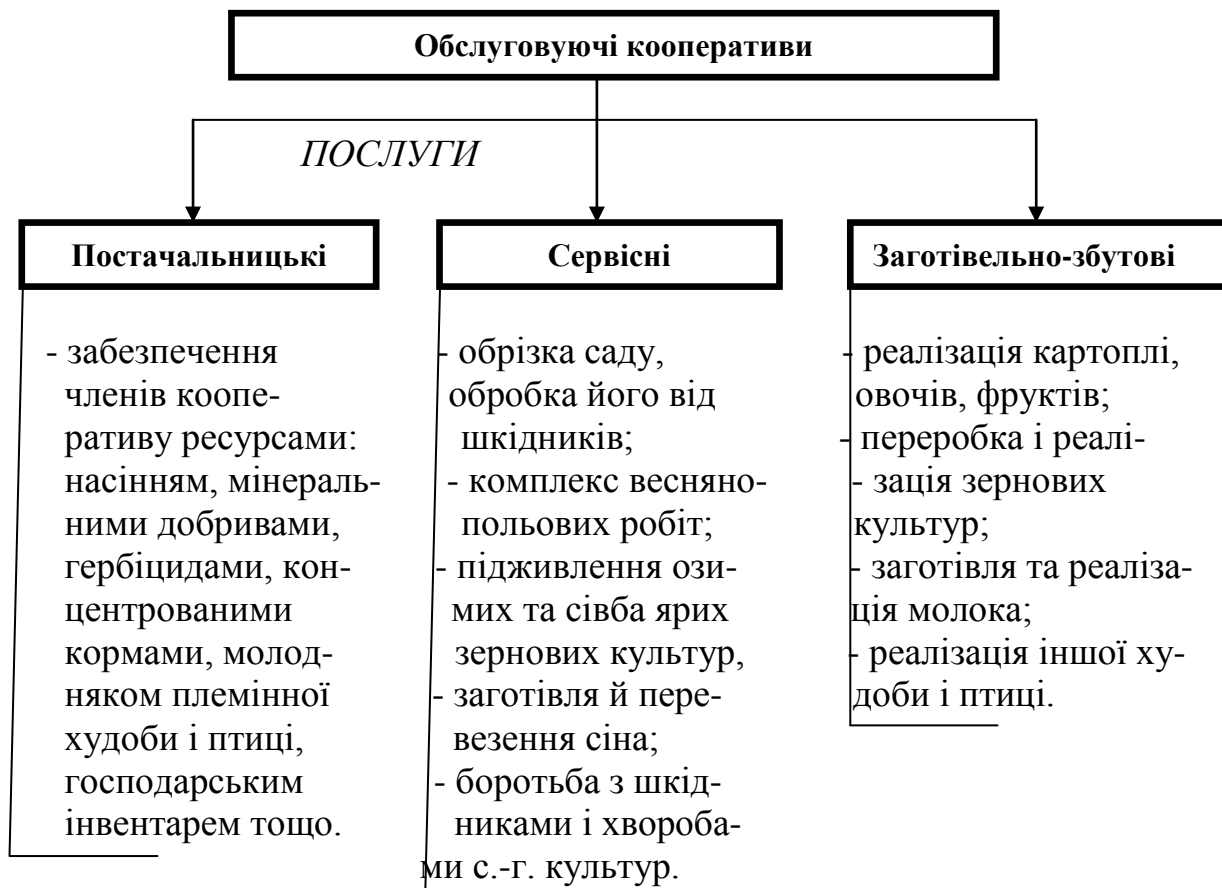 Обслуговуючі кооперативи
ПОСЛУГИ
Постачальницькі
- забезпечення
членів коопе-
ративу ресурсами:
насінням, мінераль-
ними добривами,
гербіцидами, кон-
центрованими
кормами, молод-
няком племінної
худоби і птиці,
господарським
інвентарем тощо.
Сервісні
- обрізка саду,
обробка його від
шкідників;
- комплекс весняно-
польових робіт;
- підживлення ози-
мих та сівба ярих
зернових культур,
- заготівля й пере-
везення сіна;
- боротьба з шкід-
никами і хвороба-
ми с.-г. культур.
Заготівельно-збутові
- реалізація картоплі,
овочів, фруктів;
- переробка і реалі-
- зація зернових
культур;
- заготівля та реаліза-
ція молока;
- реалізація іншої ху-
доби і птиці.